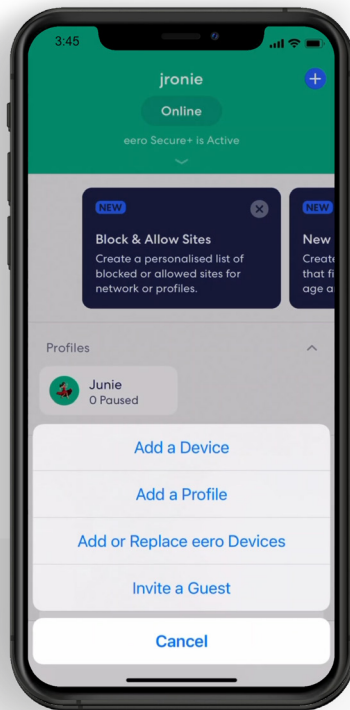 3:45
jronie
Online
eero Secure+ is Active
NEW
Block & Allow Sites
Create a personalised list of
blocked or allowed sites for
network or profiles.
NEW
New
Create
that fi
age a
Profiles
Junie
0 Paused
Add a Device
Add a Profile
Add or Replace eero Devices
Invite a Guest
Cancel